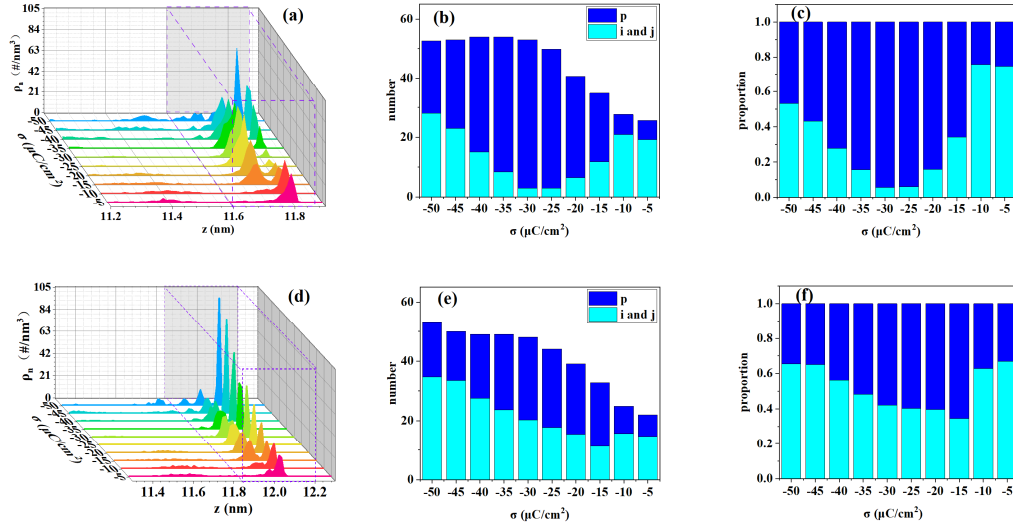 (a)
105
84
63
42
21
0
ρₙ (#/nm³)
σ (μC/cm²)
11.2 11.4 11.6 11.8
z (nm)
(b)
p
i and j
60
40
20
0
number
-50 -45 -40 -35 -30 -25 -20 -15 -10 -5
σ (μC/cm²)
(c)
1.0
0.8
0.6
0.4
0.2
0.0
proportion
-50 -45 -40 -35 -30 -25 -20 -15 -10 -5
σ (μC/cm²)
(d)
105
84
63
42
21
0
ρₙ (#/nm³)
σ (μC/cm²)
11.4 11.6 11.8 12.0 12.2
z (nm)
(e)
p
i and j
60
40
20
0
number
-50 -45 -40 -35 -30 -25 -20 -15 -10 -5
σ (μC/cm²)
(f)
1.0
0.8
0.6
0.4
0.2
0.0
proportion
-50 -45 -40 -35 -30 -25 -20 -15 -10 -5
σ (μC/cm²)